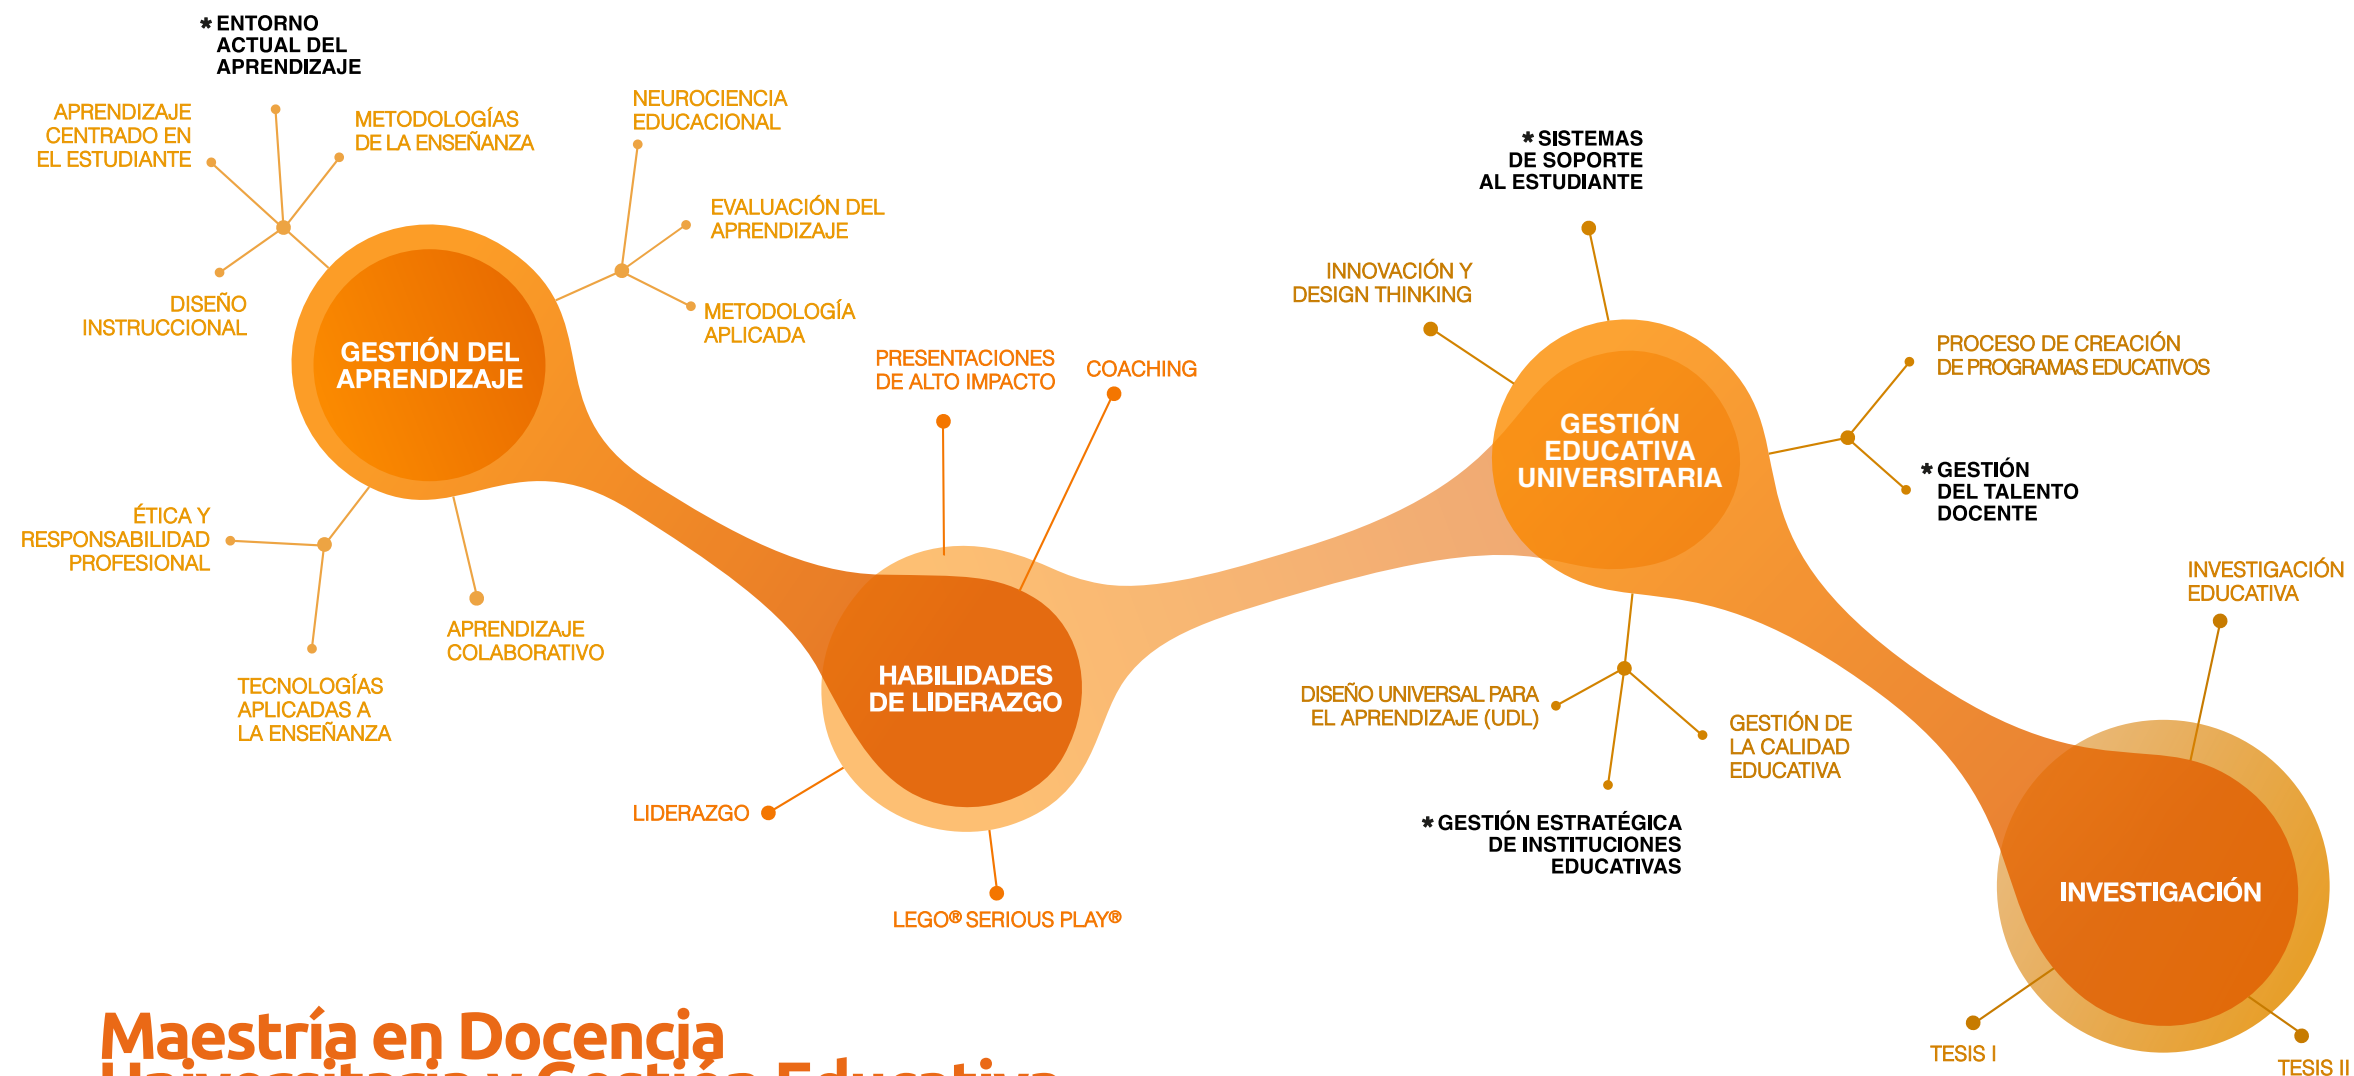 * ENTORNO
ACTUAL DEL
APRENDIZAJE
APRENDIZAJE
CENTRADO EN
EL ESTUDIANTE
METODOLOGÍAS
DE LA ENSEÑANZA
DISEÑO
INSTRUCCIONAL
NEUROCIENCIA
EDUCACIONAL
EVALUACIÓN DEL
APRENDIZAJE
METODOLOGÍA
APLICADA
GESTIÓN DEL
APRENDIZAJE
ÉTICA Y
RESPONSABILIDAD
PROFESIONAL
TECNOLOGÍAS
APLICADAS A
LA ENSEÑANZA
APRENDIZAJE
COLABORATIVO
PRESENTACIONES
DE ALTO IMPACTO
COACHING
HABILIDADES
DE LIDERAZGO
LIDERAZGO
LEGO® SERIOUS PLAY®
* SISTEMAS
DE SOPORTE
AL ESTUDIANTE
INNOVACIÓN Y
DESIGN THINKING
GESTIÓN
EDUCATIVA
UNIVERSITARIA
PROCESO DE CREACIÓN
DE PROGRAMAS EDUCATIVOS
* GESTIÓN
DEL TALENTO
DOCENTE
DISEÑO UNIVERSAL PARA
EL APRENDIZAJE (UDL)
GESTIÓN DE
LA CALIDAD
EDUCATIVA
* GESTIÓN ESTRATÉGICA
DE INSTITUCIONES
EDUCATIVAS
INVESTIGACIÓN
EDUCATIVA
INVESTIGACIÓN
TESIS I
TESIS II
Maestría en Docencia
Universitaria y Gestión Educativa